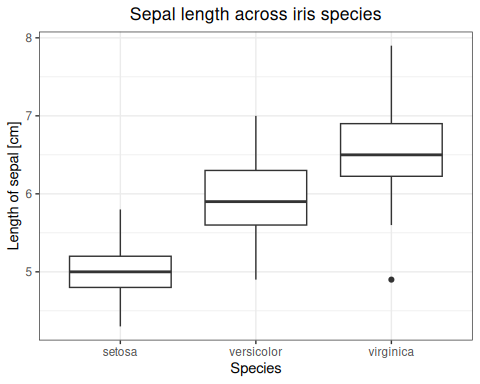 Sepal length across iris species
Length of sepal [cm]
8
7
6
5
setosa versicolor virginica
Species